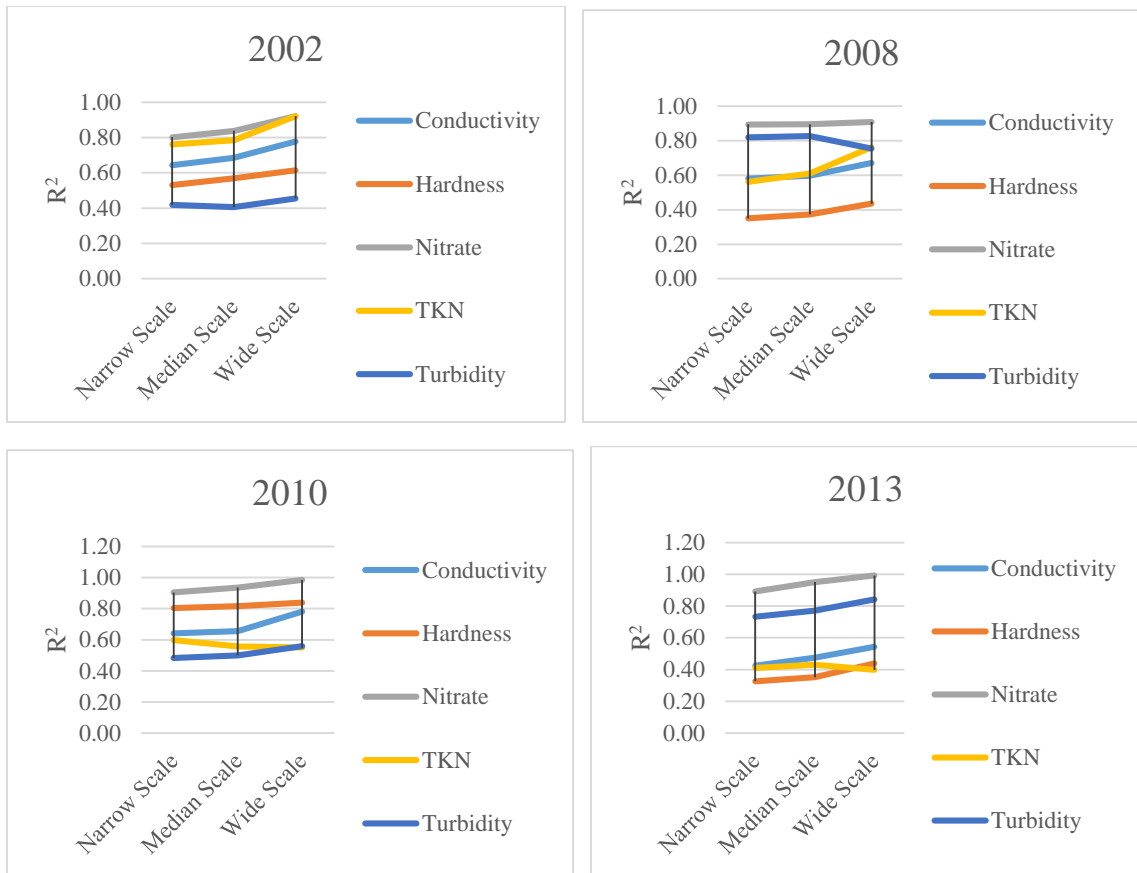 2002
1.00
0.80
0.60
0.40
0.20
0.00
R²
Narrow Scale
Median Scale
Wide Scale
Conductivity
Hardness
Nitrate
TKN
Turbidity
2008
1.00
0.80
0.60
0.40
0.20
0.00
R²
Narrow Scale
Median Scale
Wide Scale
Conductivity
Hardness
Nitrate
TKN
Turbidity
2010
1.20
1.00
0.80
0.60
0.40
0.20
0.00
R²
Narrow Scale
Median Scale
Wide Scale
Conductivity
Hardness
Nitrate
TKN
Turbidity
2013
1.20
1.00
0.80
0.60
0.40
0.20
0.00
R²
Narrow Scale
Median Scale
Wide Scale
Conductivity
Hardness
Nitrate
TKN
Turbidity